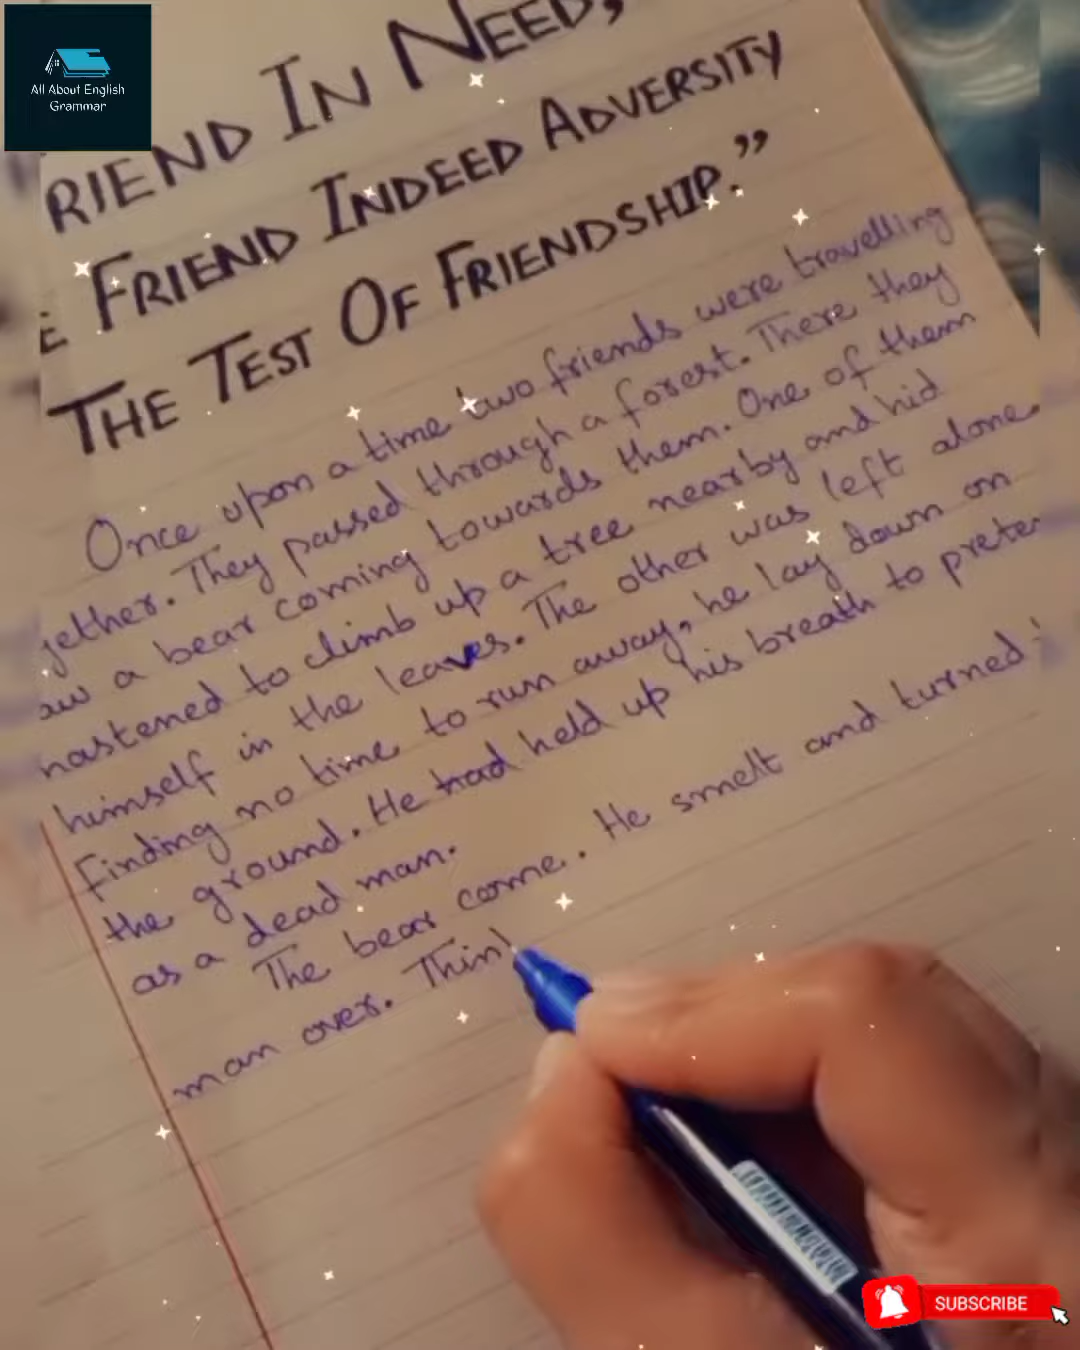 All About English
Grammar
RIEND IN NEED,
E FRIEND INDEED ADVERSITY
THE TEST OF FRIENDSHIP."
Once upon a time two friends were travelling
gether. They passed through a forest. There they
aw a bear coming towards them. One of them
hastened to climb up a tree nearby and hid
himself in the leaves. The other was left alone.
Finding no time to run away, he lay down on
the ground. He had held up his breath to preten
as a dead man.
The bear come. He smelt and turned
man over. Thin
SUBSCRIBE